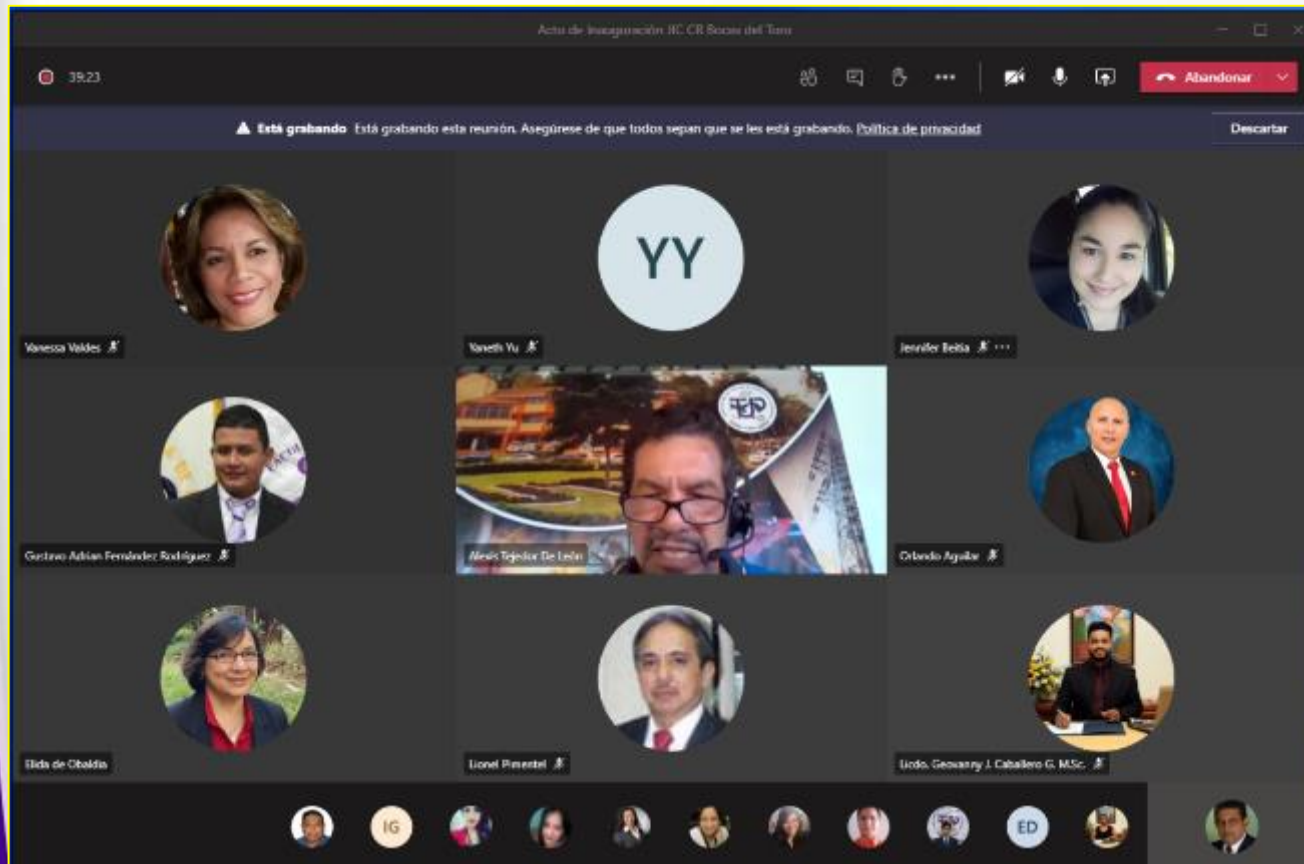 Acto de Inauguración JIC CR Bocas del Toro
39:23
Abandonar
Está grabando Está grabando esta reunión. Asegúrese de que todos sepan que se les está grabando. Política de privacidad
Descartar
YY
Vanessa Valdes
Yaneth Yu
Jennifer Beitia
UTP
Gustavo Adrian Fernández Rodríguez
Alexis Tejedor De León
Orlando Aguilar
Elida de Obaldia
Lionel Pimentel
Licdo. Geovanny J. Caballero G. MSc.
IG
ED